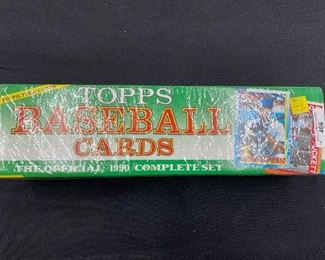 TOPPS
BASEBALL
CARDS
THE OFFICIAL 1990 COMPLETE SET